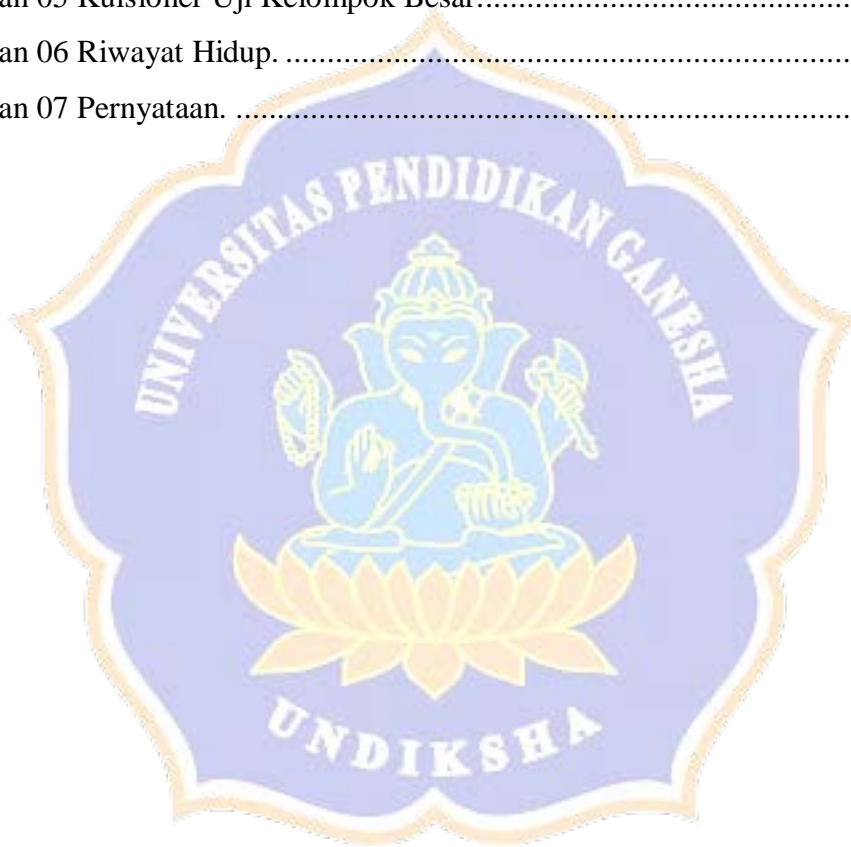 an 05 Kuisioner Uji Kelompok Besar........................................................
an 06 Riwayat Hidup. ....................................................................
an 07 Pernyataan. ..........................................................................
UNIVERSITAS PENDIDIKAN GANESHA
UNDIKSHA